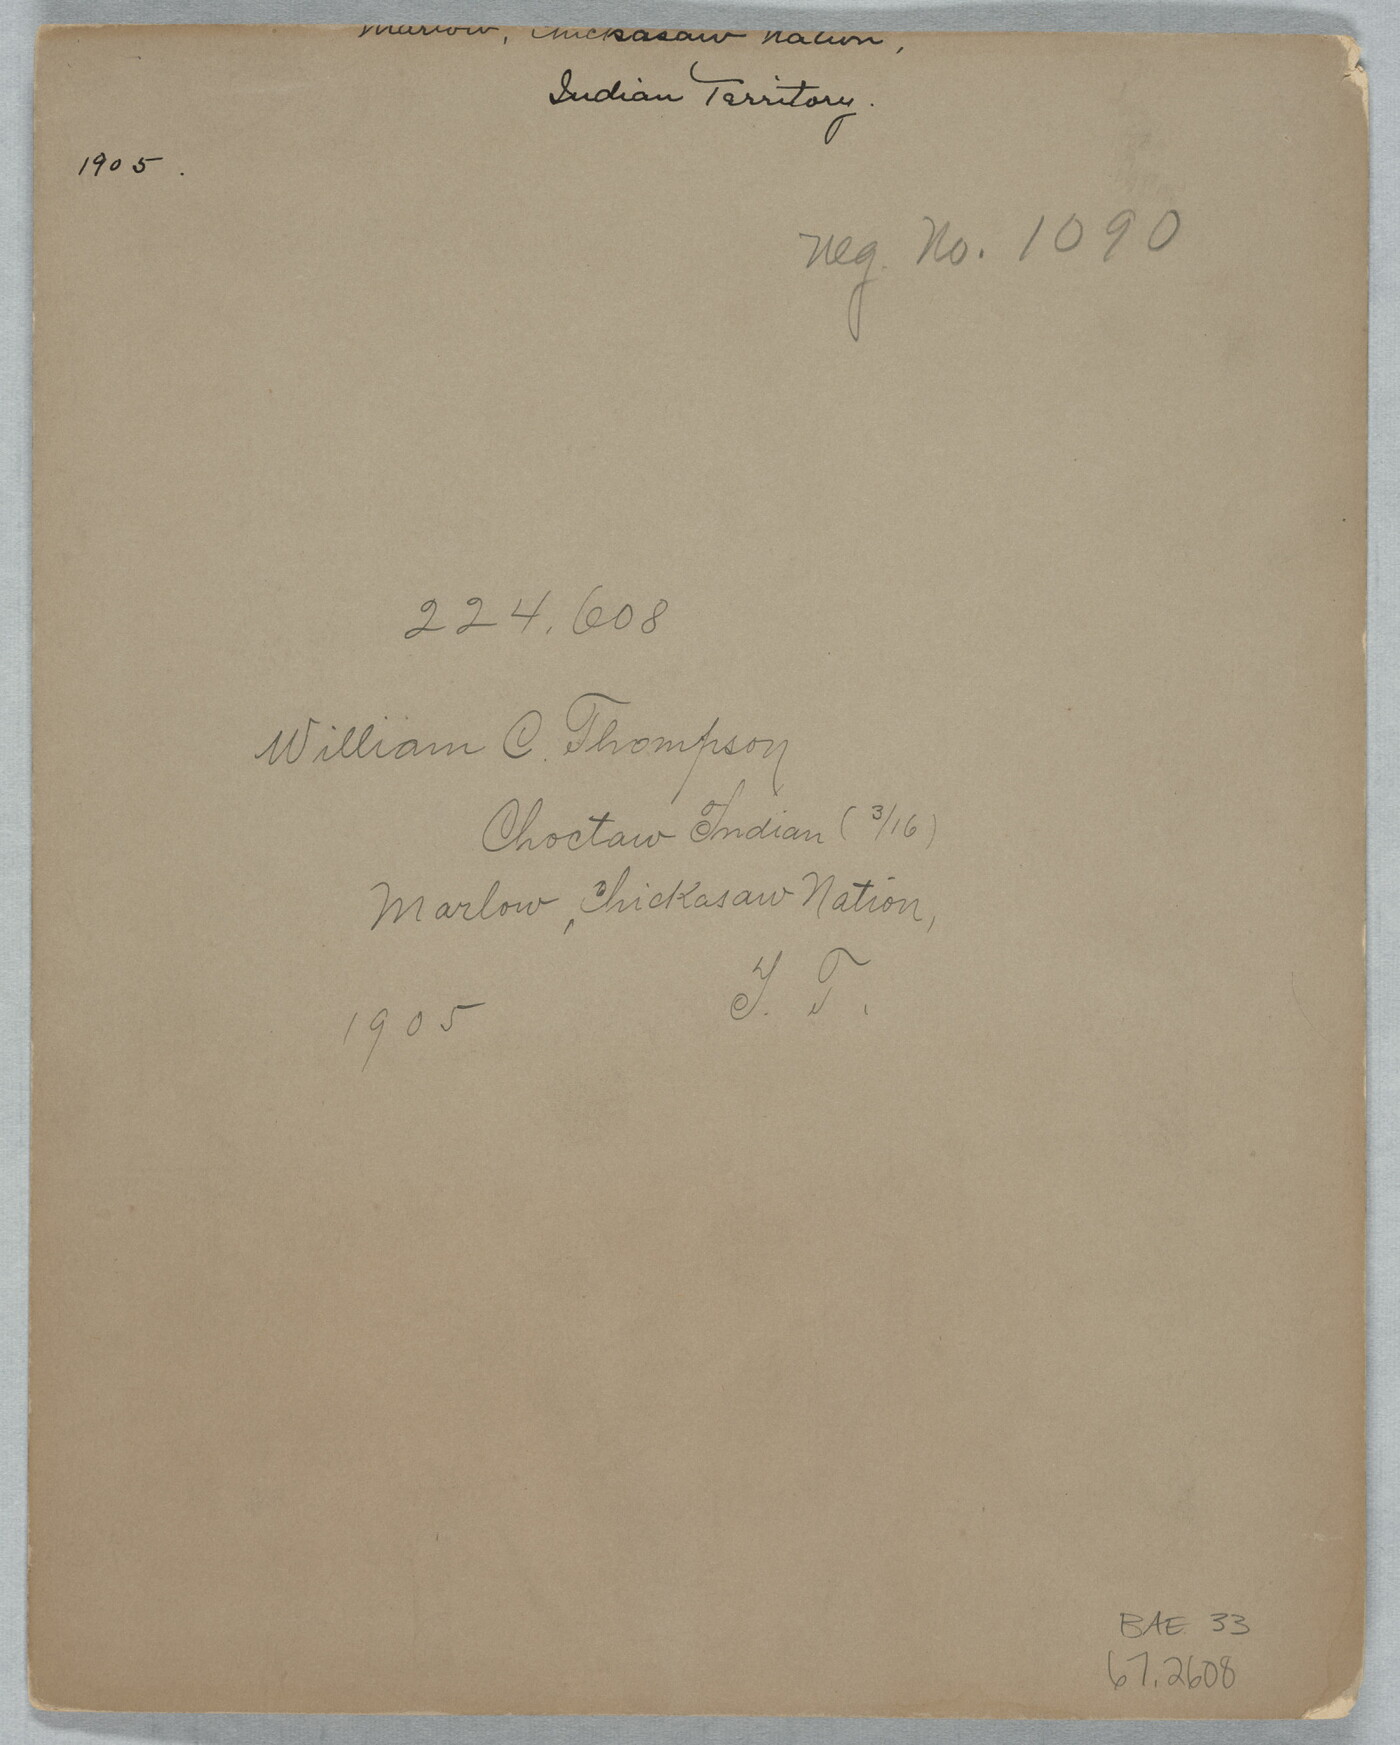 Marlow, Chickasaw Nation,
Indian Territory.
1905.
Neg. No. 1090
224.608
William C. Thompson
Choctaw Indian (3/16)
Marlow, Chickasaw Nation,
I. T.
1905
BAE 33
67.2608